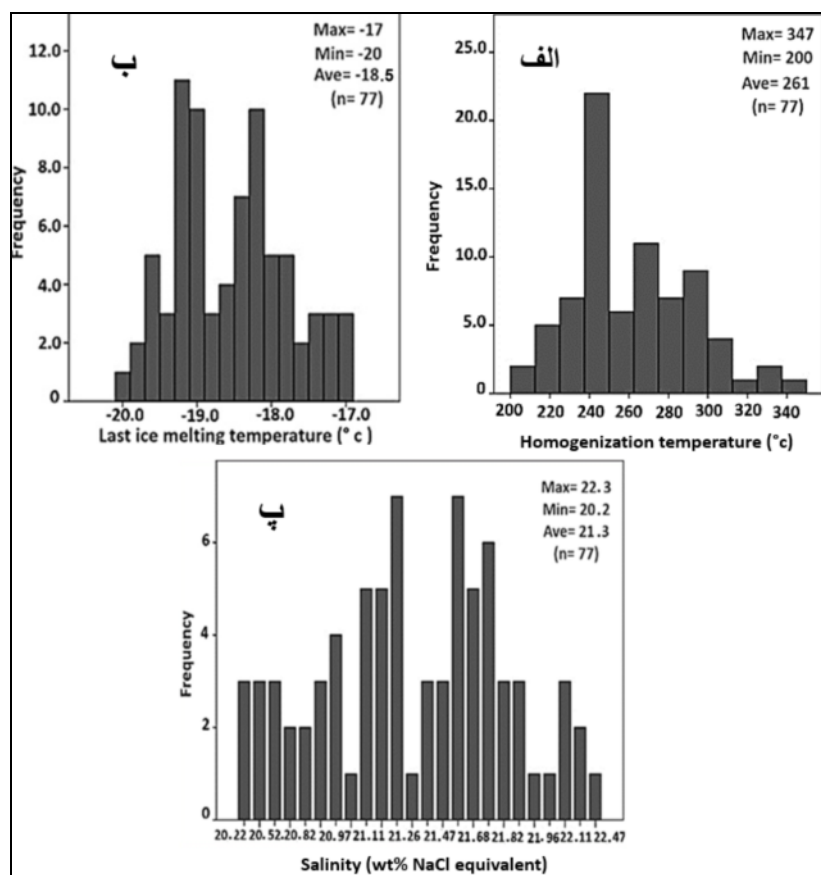 ب
Max= -17
Min= -20
Ave= -18.5
(n= 77)
12.0
10.0
8.0
6.0
4.0
2.0
0
Frequency
-20.0 -19.0 -18.0 -17.0
Last ice melting temperature (° c )
الف
Max= 347
Min= 200
Ave= 261
(n= 77)
25.0
20.0
15.0
10.0
5.0
0
Frequency
200 220 240 260 280 300 320 340
Homogenization temperature (°c)
پ
Max= 22.3
Min= 20.2
Ave= 21.3
(n= 77)
6
4
2
0
Frequency
20.22 20.52 20.82 20.97 21.11 21.26 21.47 21.68 21.82 21.96 22.11 22.47
Salinity (wt% NaCl equivalent)